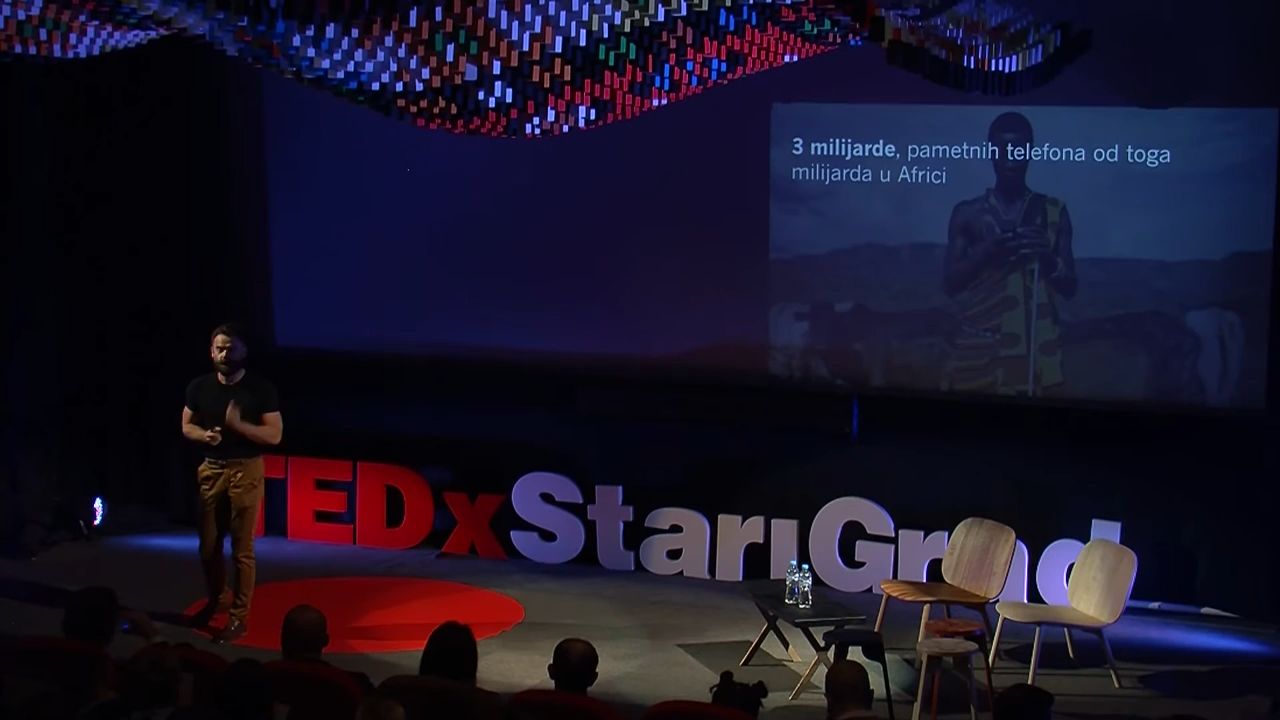 3 milijarde, pametnih telefona od toga
milijarda u Africi
TEDxStariGrad